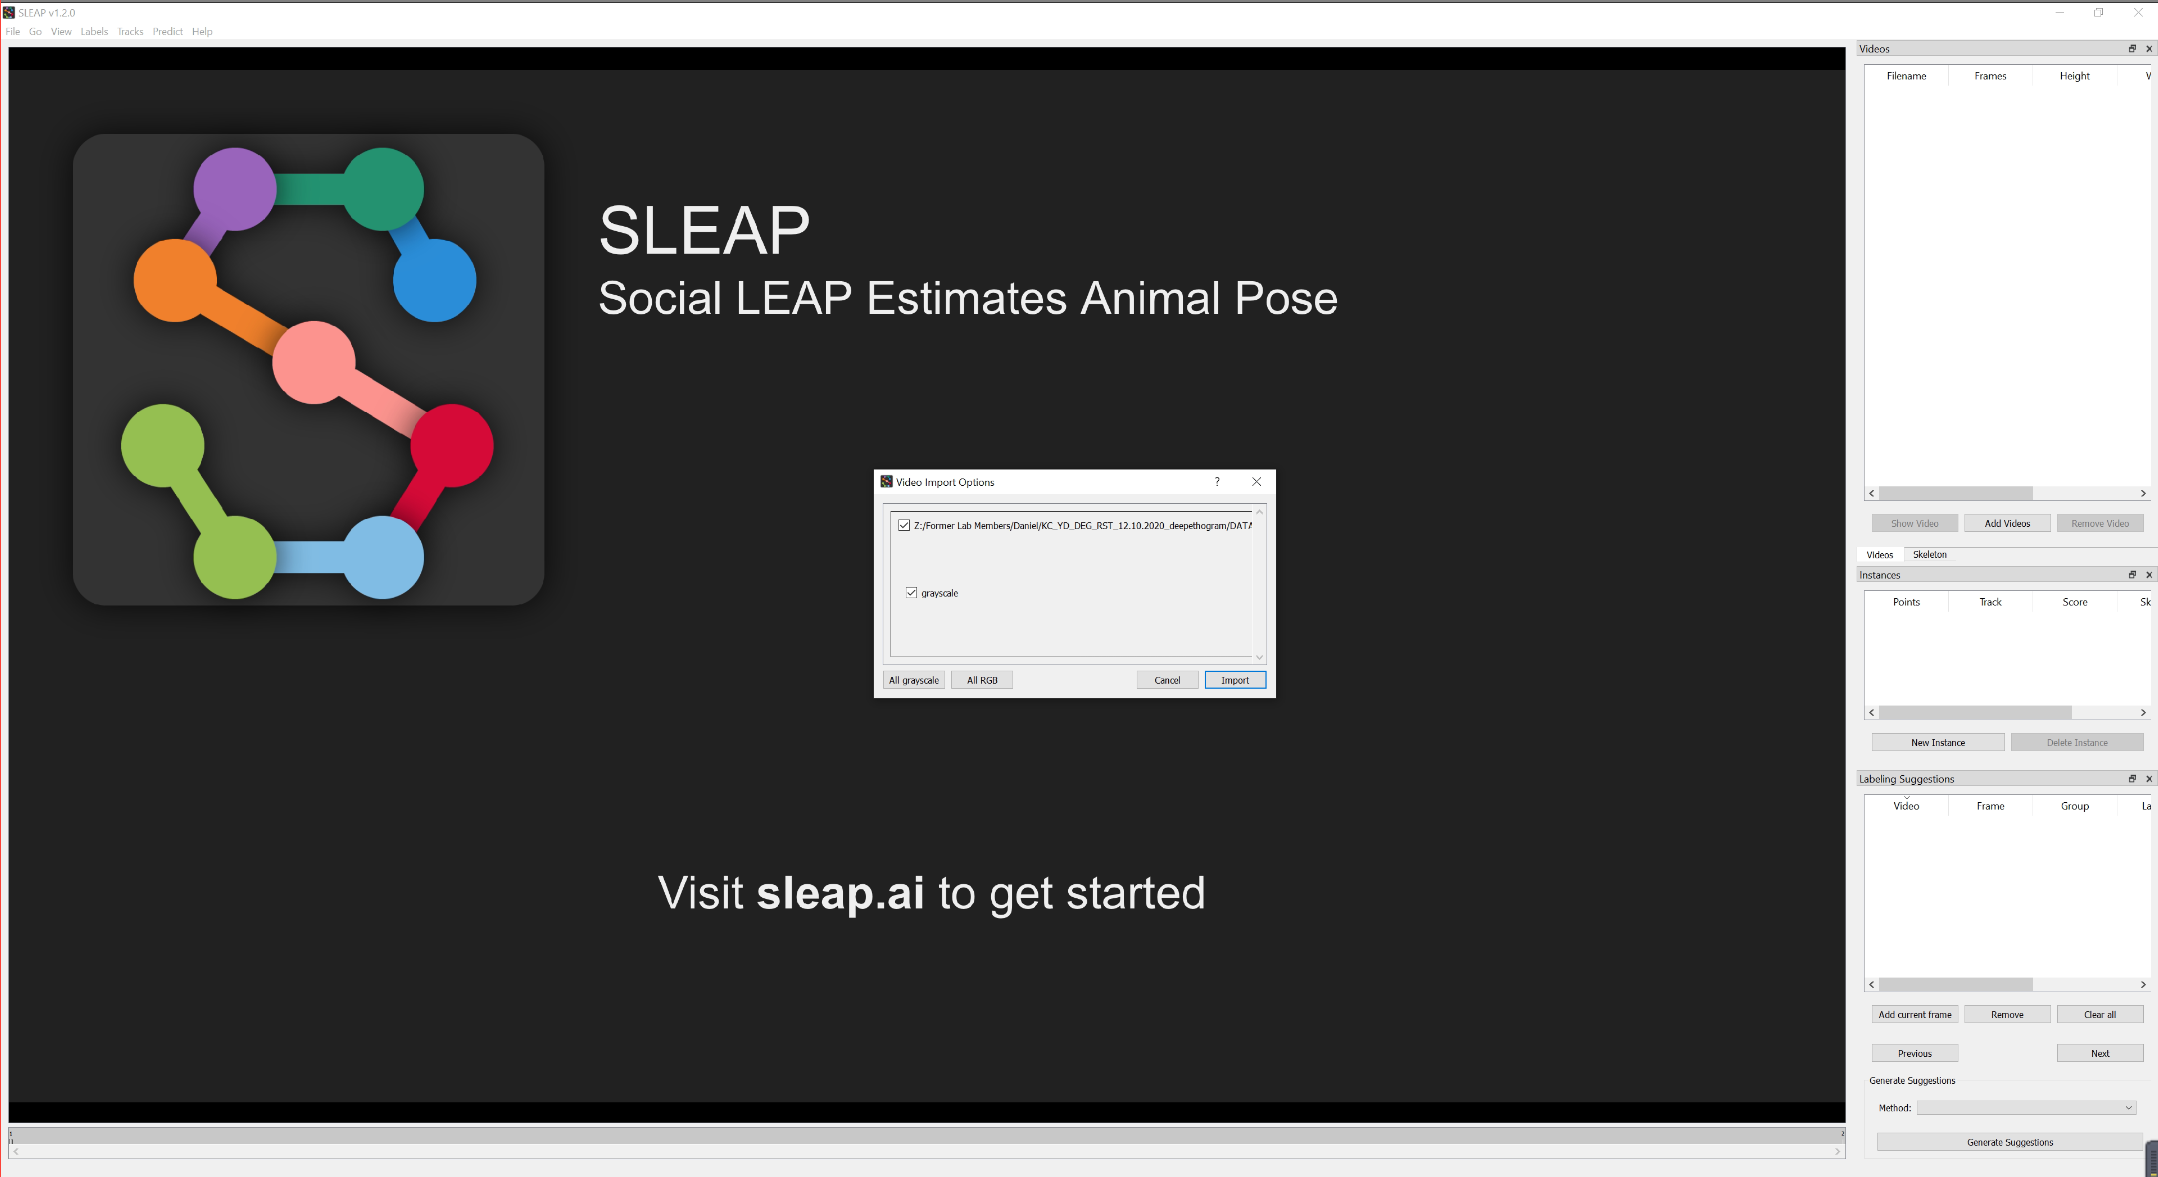 SLEAP v1.2.0
File Go View Labels Tracks Predict Help
SLEAP
Social LEAP Estimates Animal Pose
Visit sleap.ai to get started
Video Import Options
?
Z:/Former Lab Members/Daniel/KC_YD_DEG_RST_12.10.2020_deepethogram/DATA
grayscale
All grayscale All RGB Cancel Import
1 2
Videos
Filename Frames Height
Show Video Add Videos Remove Video
Videos Skeleton
Instances
Points Track Score Sk
New Instance Delete Instance
Labeling Suggestions
Video Frame Group La
Add current frame Remove Clear all
Previous Next
Generate Suggestions
Method:
Generate Suggestions